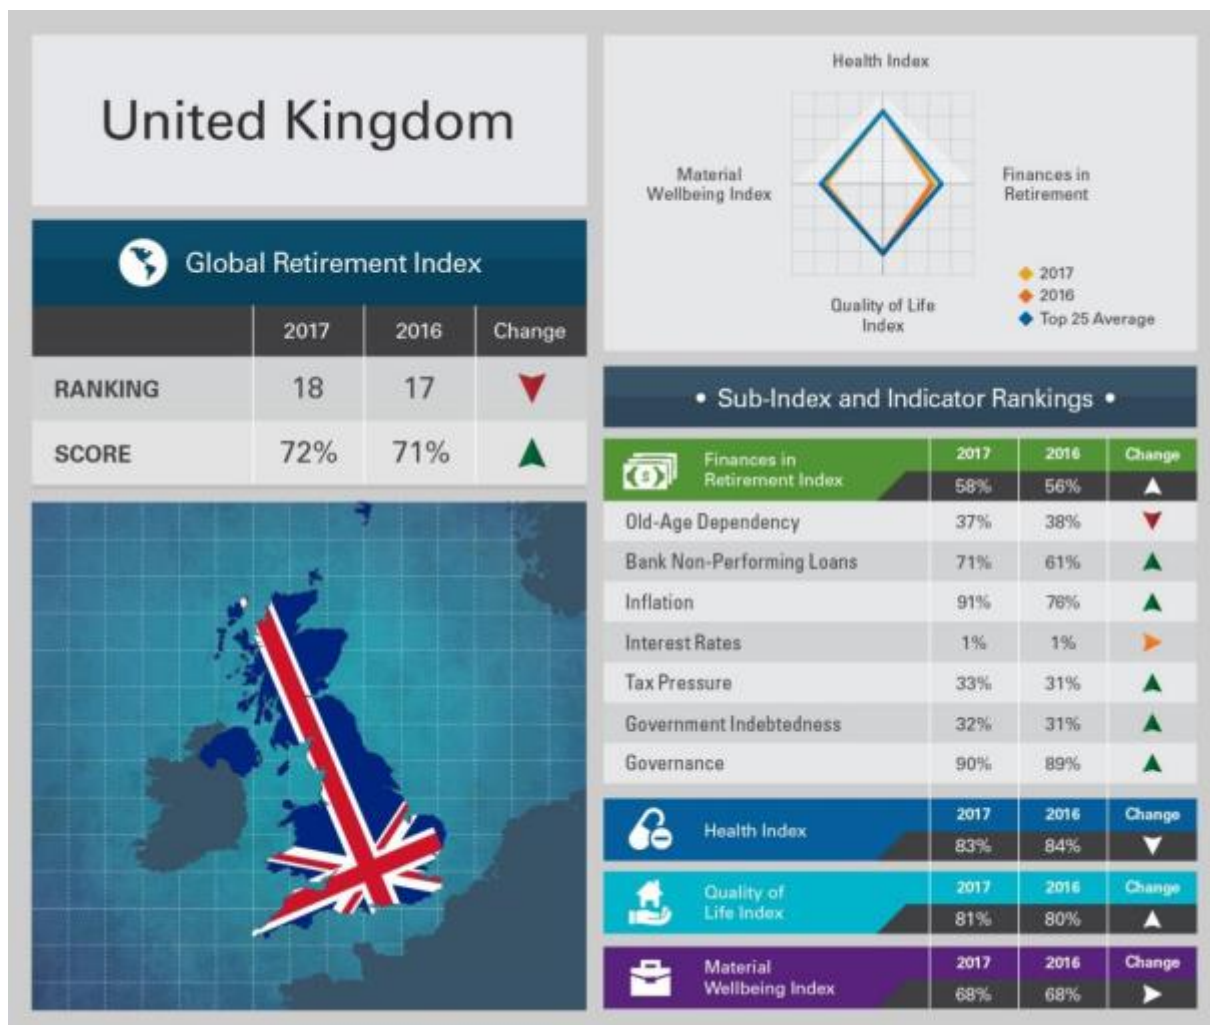 United Kingdom
Global Retirement Index
2017 2016 Change
RANKING 18 17
SCORE 72% 71%
Health Index
Material
Wellbeing Index
Finances in
Retirement
Quality of Life
Index
2017
2016
Top 25 Average
• Sub-Index and Indicator Rankings •
Finances in
Retirement Index
2017 2016 Change
58% 56%
Old-Age Dependency 37% 38%
Bank Non-Performing Loans 71% 61%
Inflation 91% 76%
Interest Rates 1% 1%
Tax Pressure 33% 31%
Government Indebtedness 32% 31%
Governance 90% 89%
Health Index
2017 2016 Change
83% 84%
Quality of
Life Index
2017 2016 Change
81% 80%
Material
Wellbeing Index
2017 2016 Change
68% 68%